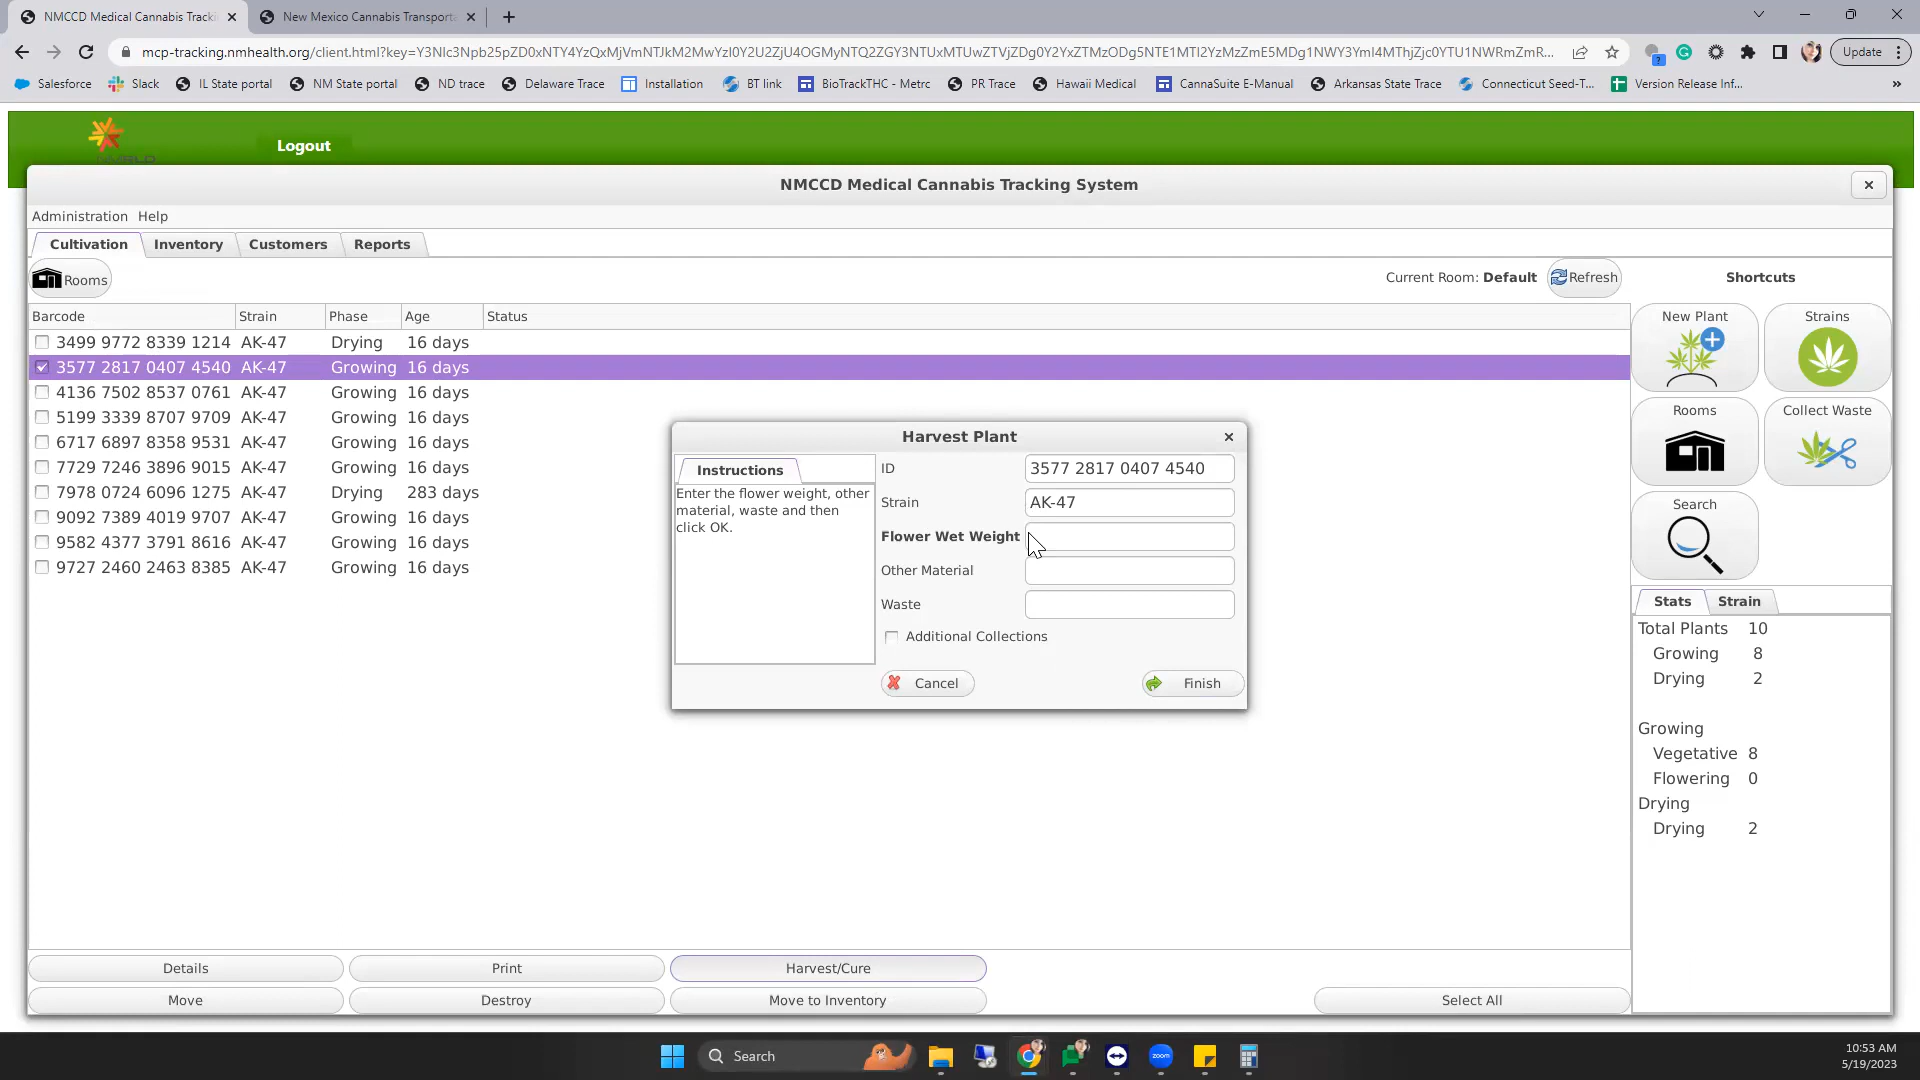 NMCCD Medical Cannabis Tracki
New Mexico Cannabis Transporta
mcp-tracking.nmhealth.org/client.html?key=
Update
Salesforce
Slack
IL State portal
NM State portal
ND trace
Delaware Trace
Installation
BT link
BioTrackTHC - Metrc
PR Trace
Hawaii Medical
CannaSuite E-Manual
Arkansas State Trace
Connecticut Seed-T...
Version Release Inf...
»
Logout
NMCCD Medical Cannabis Tracking System
Administration Help
Cultivation Inventory Customers Reports
Rooms
Current Room: Default
Refresh
Shortcuts
Barcode Strain Phase Age Status
3499 9772 8339 1214 AK-47 Drying 16 days
3577 2817 0407 4540 AK-47 Growing 16 days
4136 7502 8537 0761 AK-47 Growing 16 days
5199 3339 8707 9709 AK-47 Growing 16 days
6717 6897 8358 9531 AK-47 Growing 16 days
7729 7246 3896 9015 AK-47 Growing 16 days
7978 0724 6096 1275 AK-47 Drying 283 days
9092 7389 4019 9707 AK-47 Growing 16 days
9582 4377 3791 8616 AK-47 Growing 16 days
9727 2460 2463 8385 AK-47 Growing 16 days
Harvest Plant
Instructions
Enter the flower weight, other
material, waste and then
click OK.
ID 3577 2817 0407 4540
Strain AK-47
Flower Wet Weight
Other Material
Waste
Additional Collections
Cancel
Finish
New Plant
Strains
Rooms
Collect Waste
Search
Stats Strain
Total Plants 10
Growing 8
Drying 2
Growing
Vegetative 8
Flowering 0
Drying
Drying 2
Details Print Harvest/Cure
Move Destroy Move to Inventory Select All
Search
zoom
10:53 AM
5/19/2023